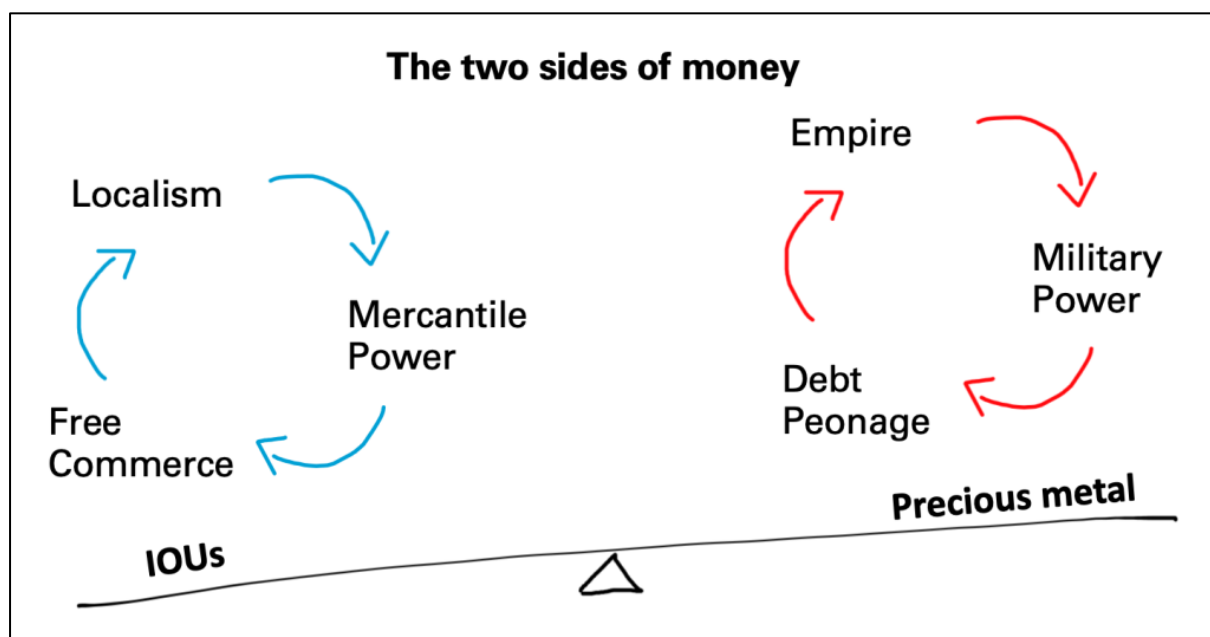 The two sides of money
Localism
Mercantile
Power
Free
Commerce
IOUs
Empire
Military
Power
Debt
Peonage
Precious metal